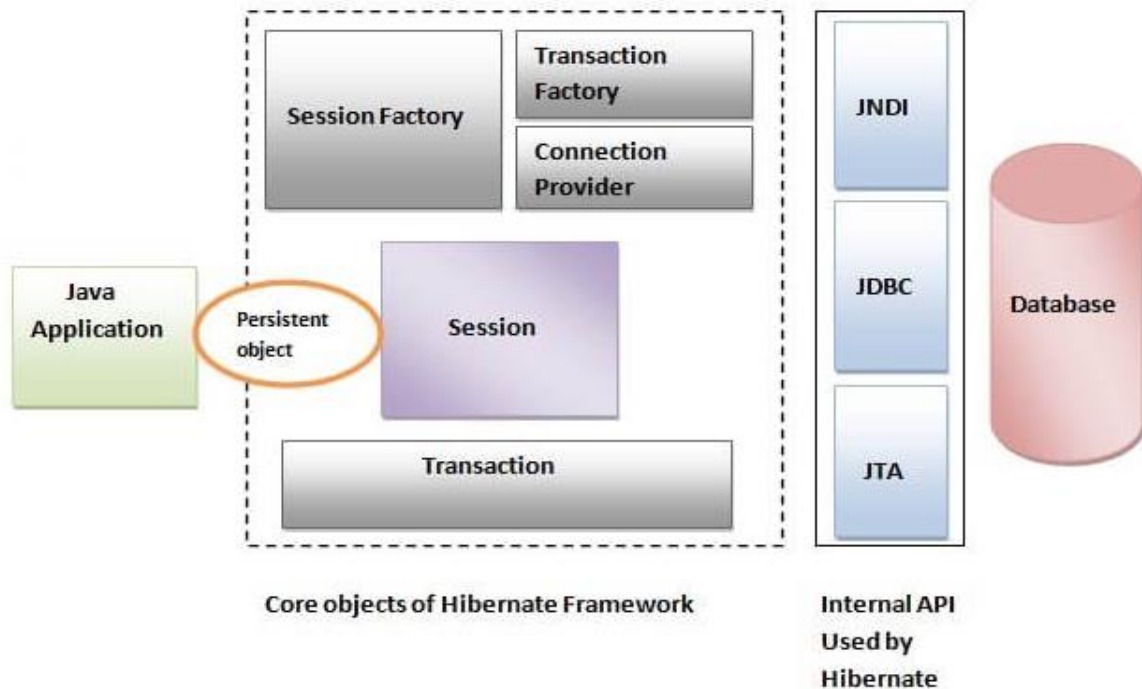 Session Factory
Transaction
Factory
Connection
Provider
JNDI
Java
Application
Persistent
object
Session
JDBC
Database
Transaction
JTA
Core objects of Hibernate Framework
Internal API
Used by
Hibernate